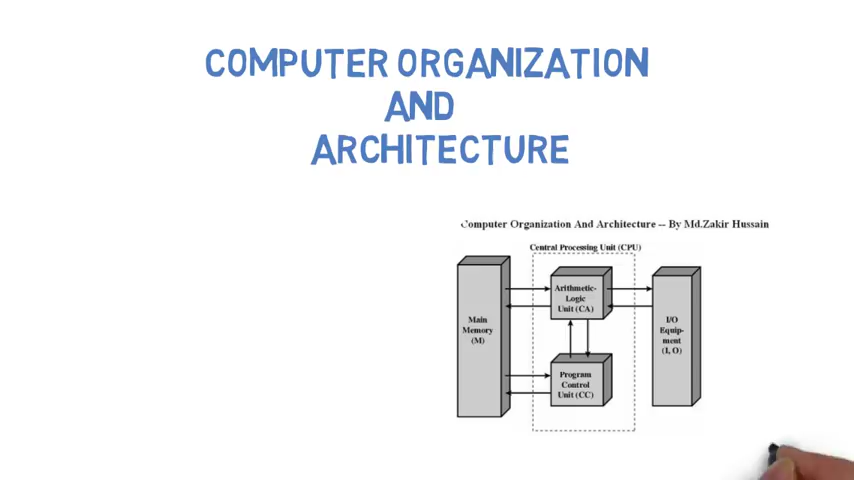 COMPUTER ORGANIZATION
AND
ARCHITECTURE
Computer Organization And Architecture -- By Md.Zakir Hussain
Central Processing Unit (CPU)
Main
Memory
(M)
Arithmetic-
Logic
Unit (CA)
Program
Control
Unit (CC)
I/O
Equip-
ment
(I, O)